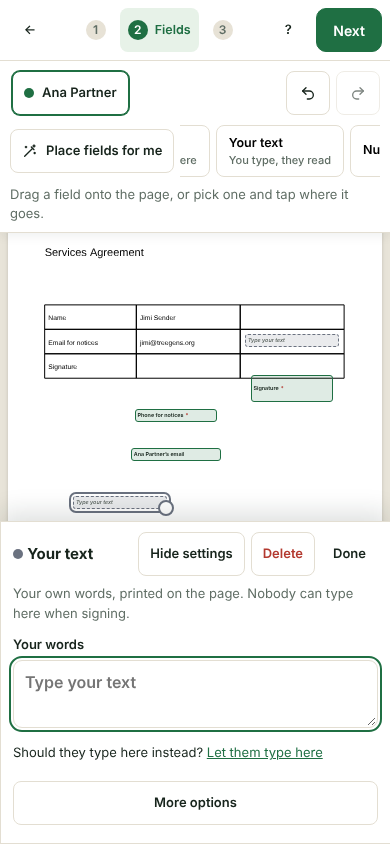 ← 1 2 Fields 3 ? Next
Ana Partner
Place fields for me
ere
Your text
You type, they read
Nu
Drag a field onto the page, or pick one and tap where it
goes.
Services Agreement
Name Jimi Sender
Email for notices jimi@treegens.org Type your text
Signature
Signature *
Phone for notices *
Ana Partner's email
Type your text
Your text Hide settings Delete Done
Your own words, printed on the page. Nobody can type
here when signing.
Your words
Type your text
Should they type here instead? Let them type here
More options